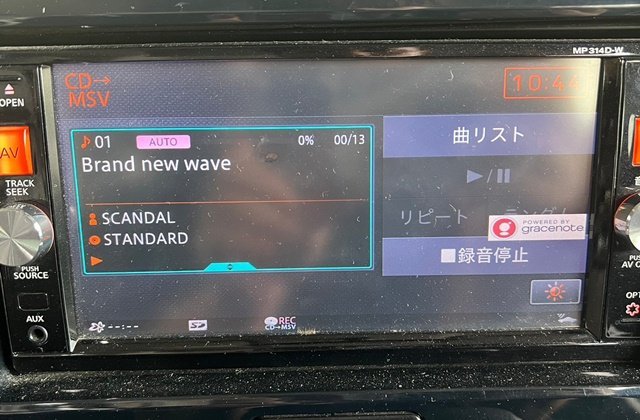 MP314D-W
CD→
MSV
10:44
OPEN
AV
TRACK
SEEK
PUSH
SOURCE
AUX
♪ 01 AUTO 0% 00/13
Brand new wave
SCANDAL
STANDARD
曲リスト
▶/❚❚
リピート
POWERED BY
gracenote
■録音停止
--:--
SD
REC
CD→MSV
PUSH
AV
OPT